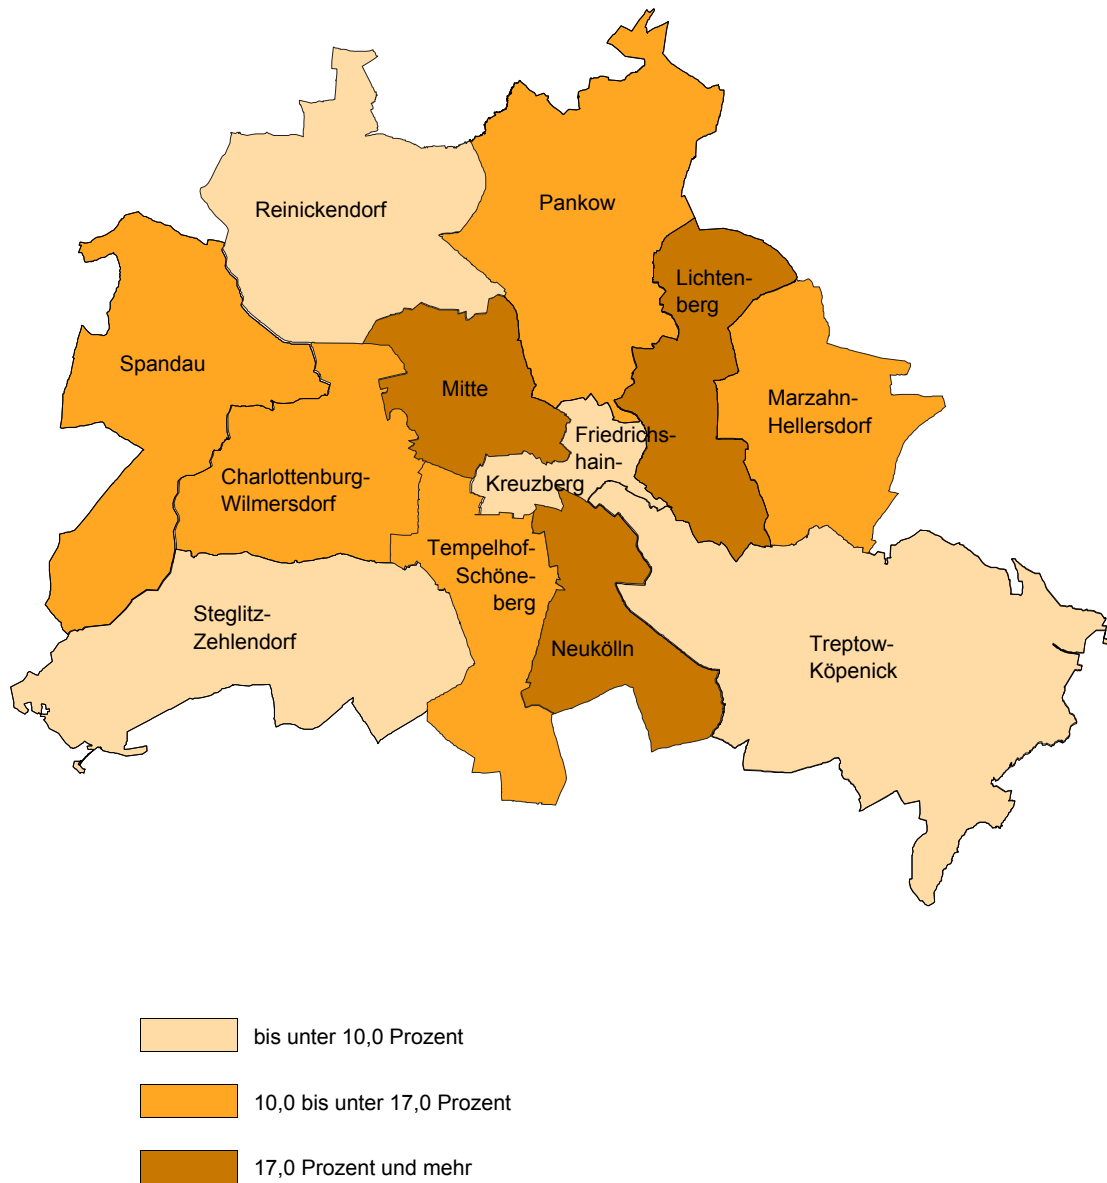 Reinickendorf
Pankow
Lichten-
berg
Spandau
Mitte
Marzahn-
Hellersdorf
Friedrichs-
hain-
Kreuzberg
Charlottenburg-
Wilmersdorf
Tempelhof-
Schöne-
berg
Steglitz-
Zehlendorf
Neukölln
Treptow-
Köpenick
bis unter 10,0 Prozent
10,0 bis unter 17,0 Prozent
17,0 Prozent und mehr